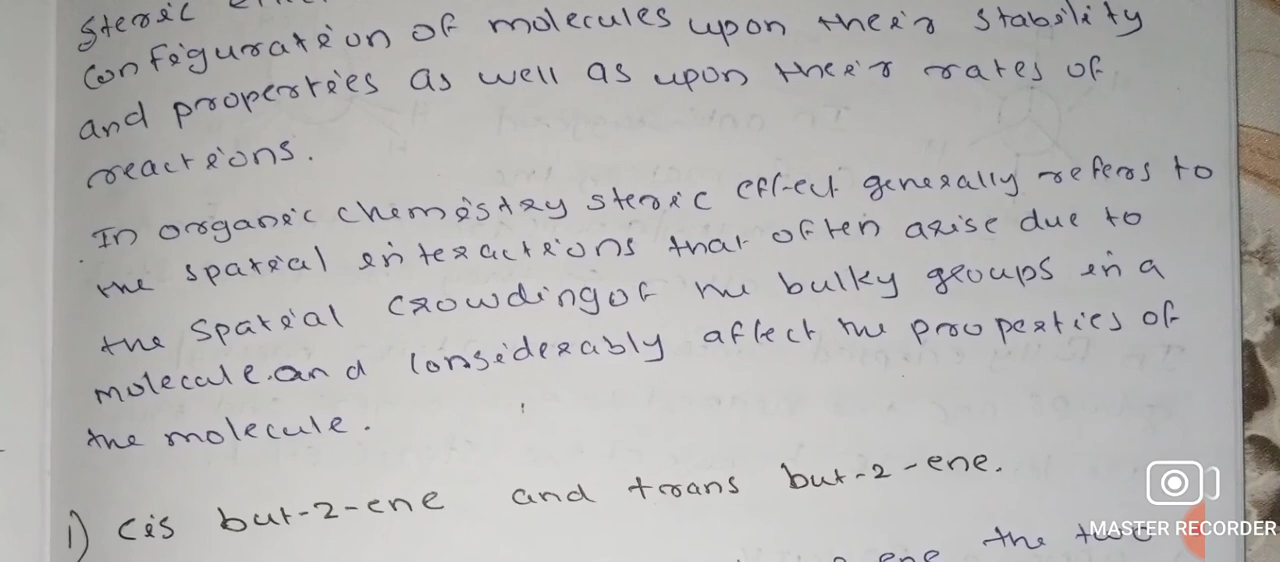 Steric
Configuration of molecules upon their stability
and properties as well as upon their rates of
reactions.
In organic chemistry steric effect generally refers to
the spatial interactions that often arise due to
the spatial crowding of the bulky groups in a
molecule. and considerably affect the properties of
the molecule.
1) Cis but-2-ene and trans but-2-ene.
ene the two
MASTER RECORDER